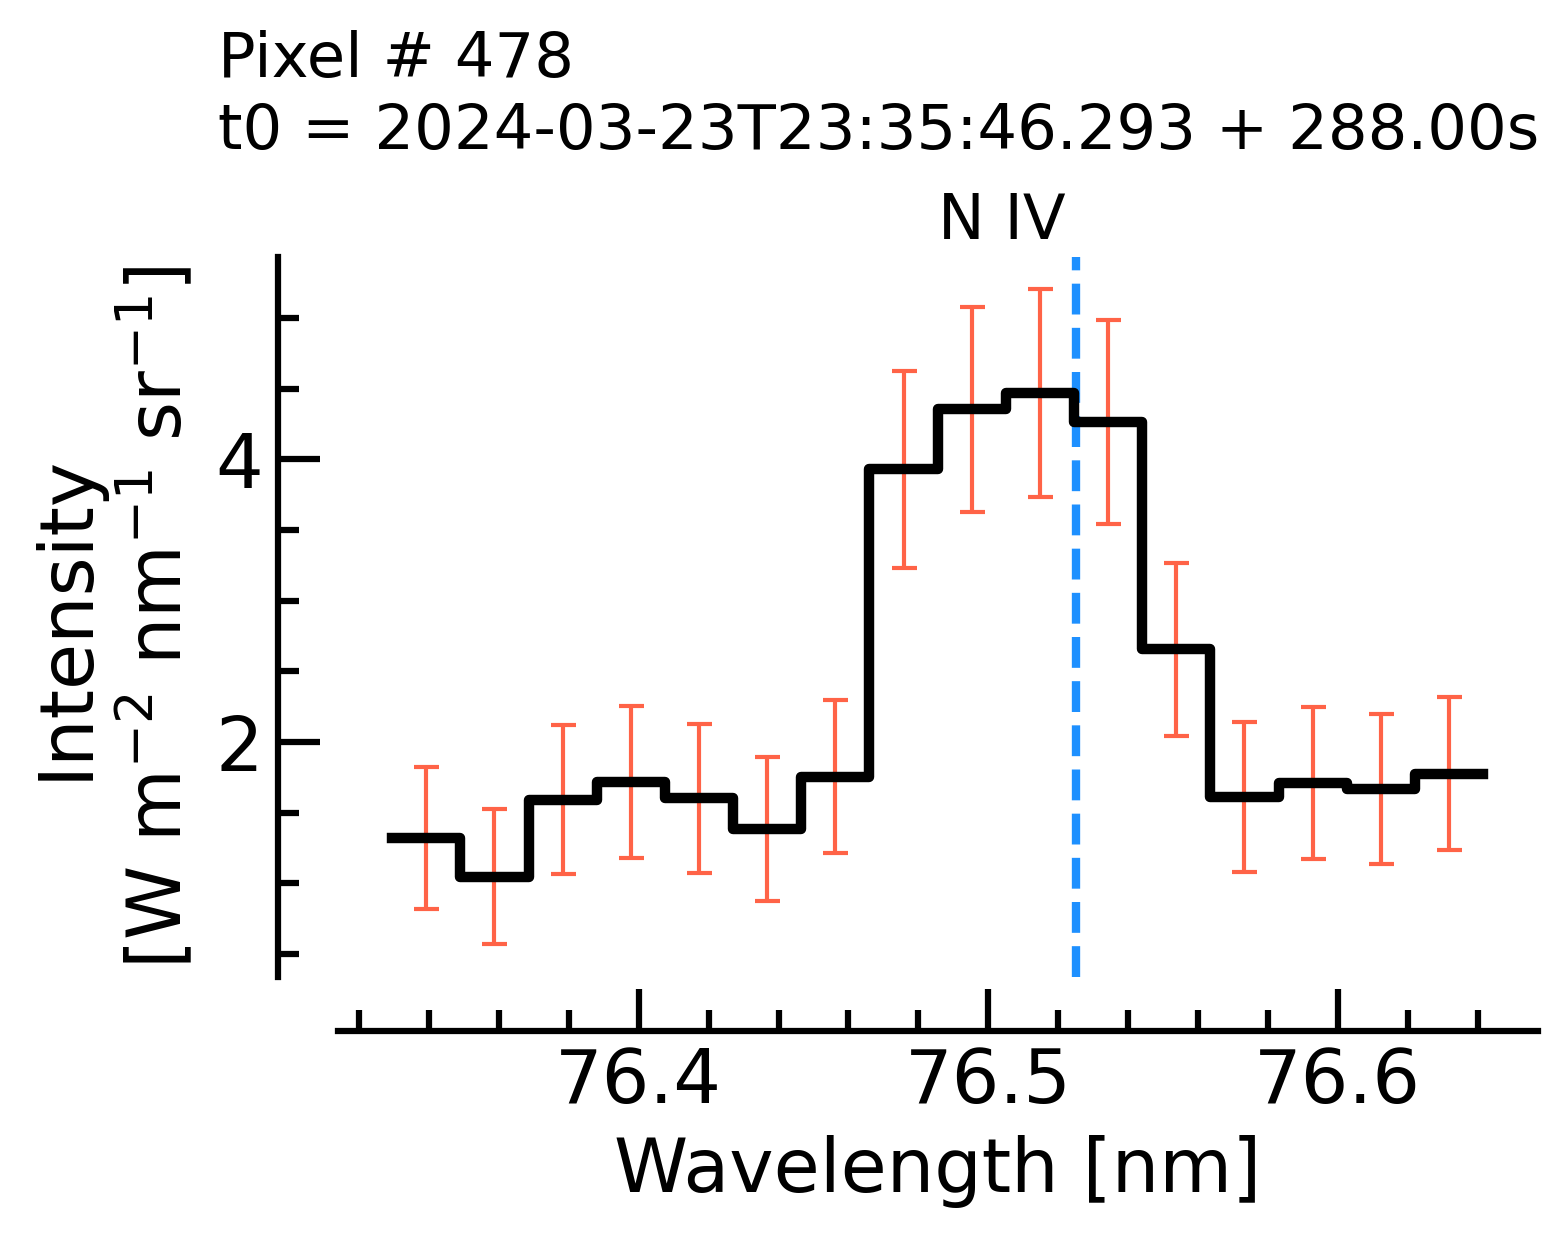 Pixel # 478
t0 = 2024-03-23T23:35:46.293 + 288.00s
N IV
Intensity
[W m⁻² nm⁻¹ sr⁻¹]
4
2
76.4 76.5 76.6
Wavelength [nm]